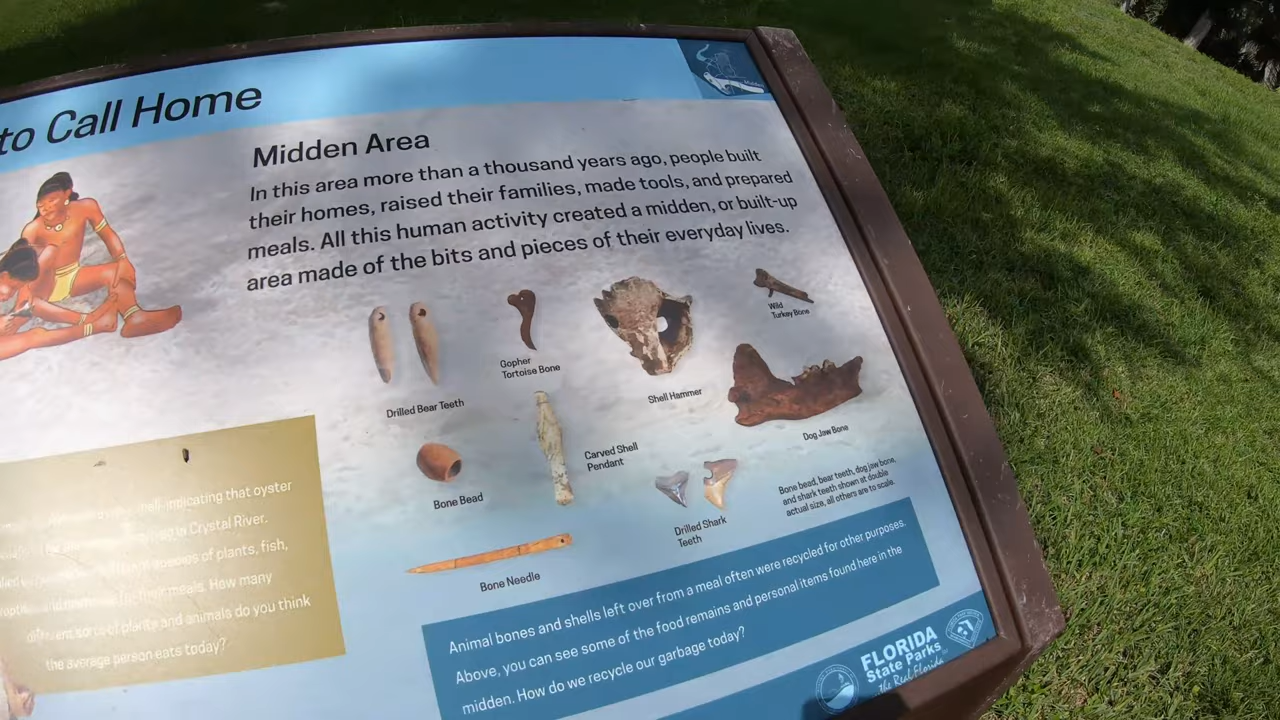 to Call Home
Midden Area
In this area more than a thousand years ago, people built
their homes, raised their families, made tools, and prepared
meals. All this human activity created a midden, or built-up
area made of the bits and pieces of their everyday lives.
Drilled Bear Teeth
Gopher
Tortoise Bone
Shell Hammer
Wild
Turkey Bone
Bone Bead
Carved Shell
Pendant
Dog Jaw Bone
Drilled Shark
Teeth
Bone bead, bear teeth, dog jaw bone,
and shark teeth shown at double
actual size, all others are to scale.
Bone Needle
indicating that oyster
in Crystal River.
of plants, fish,
meals. How many
different sorts of plants and animals do you think
the average person eats today?
Animal bones and shells left over from a meal often were recycled for other purposes.
Above, you can see some of the food remains and personal items found here in the
midden. How do we recycle our garbage today?
FLORIDA
State Parks
...the Real Florida